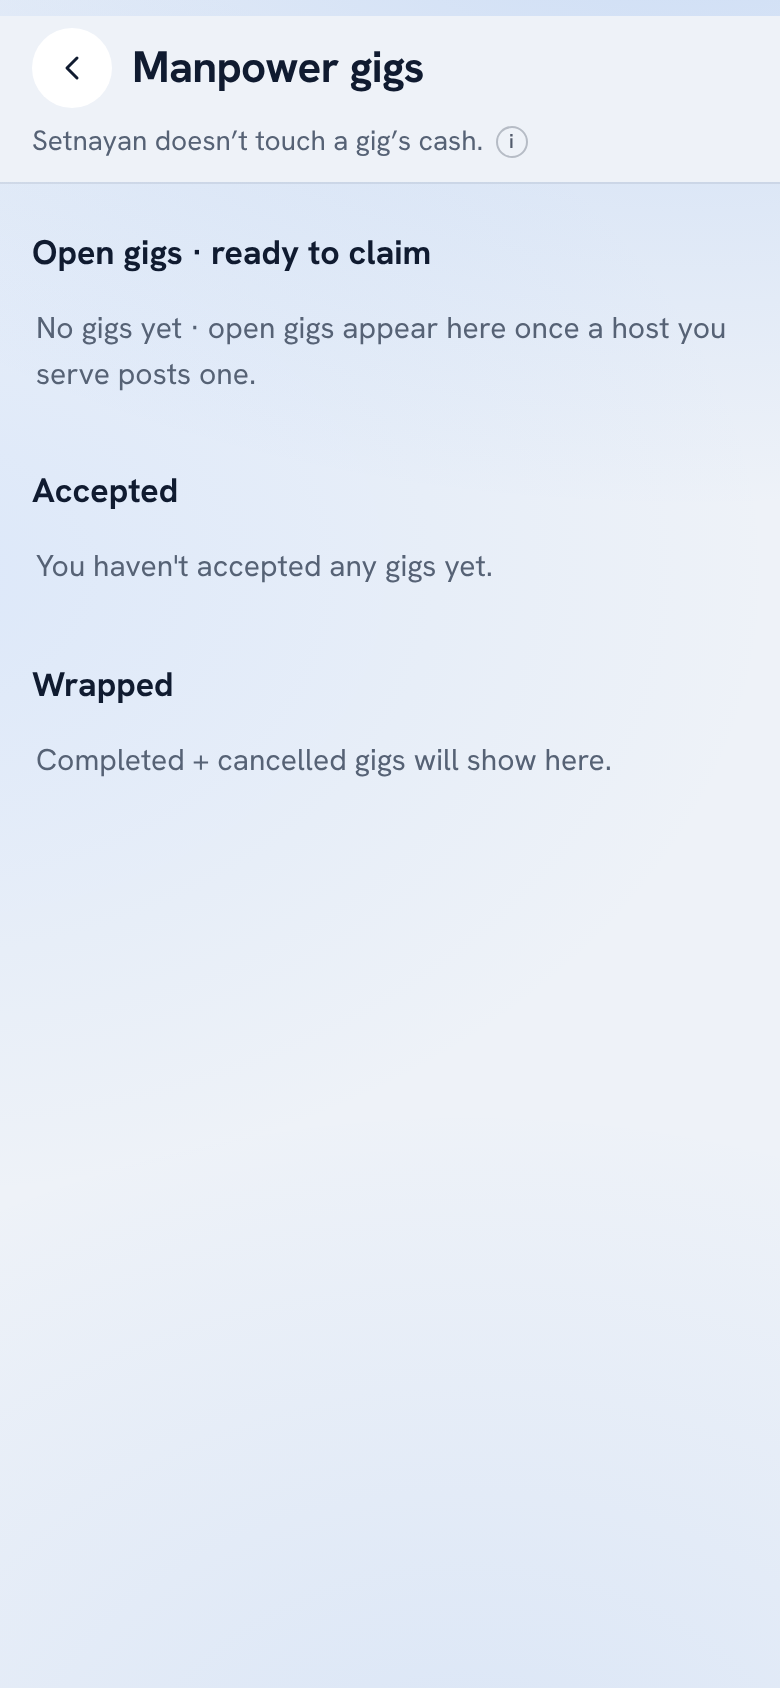 Manpower gigs
Setnayan doesn’t touch a gig’s cash. i
Open gigs · ready to claim
No gigs yet · open gigs appear here once a host you
serve posts one.
Accepted
You haven't accepted any gigs yet.
Wrapped
Completed + cancelled gigs will show here.